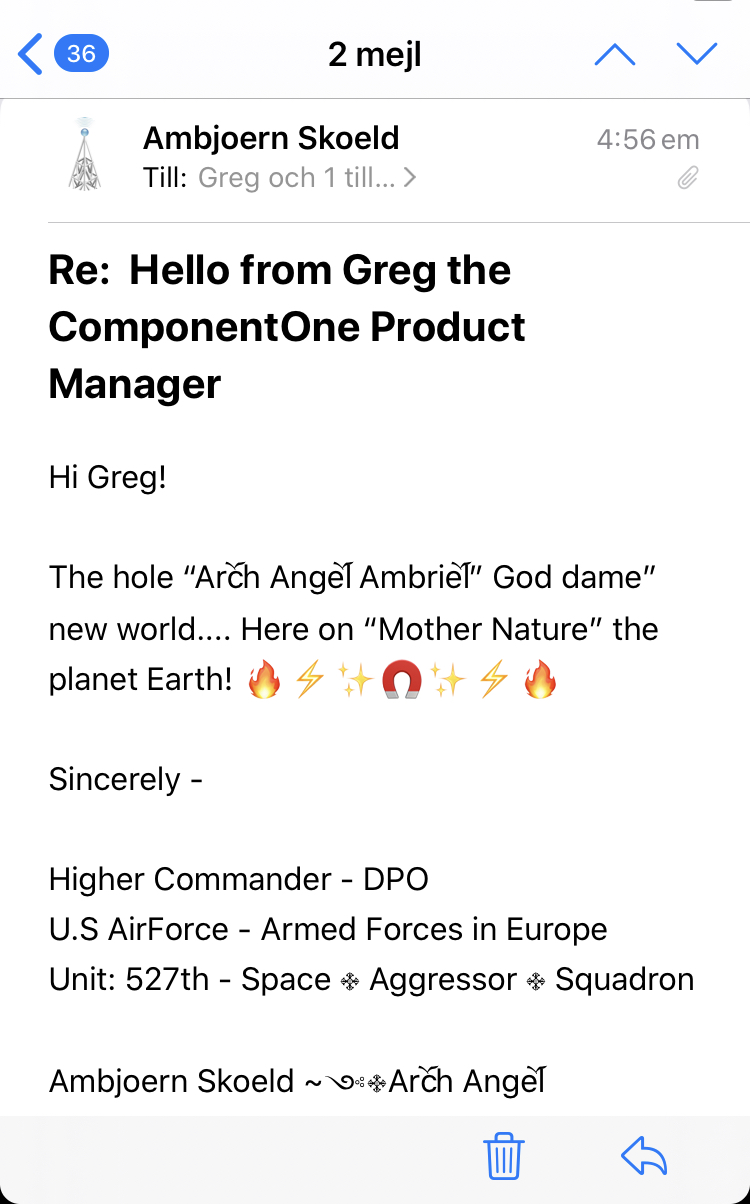 36
2 mejl
Ambjoern Skoeld
4:56 em
Till: Greg och 1 till...
Re:  Hello from Greg the
ComponentOne Product
Manager
Hi Greg!
The hole “Arc̆h Angel̆ Ambriel̆” God dame”
new world.... Here on “Mother Nature” the
planet Earth! 🔥⚡✨🧲✨⚡🔥
Sincerely -
Higher Commander - DPO
U.S AirForce - Armed Forces in Europe
Unit: 527th - Space ፨ Aggressor ፨ Squadron
Ambjoern Skoeld ~࿓፨Arc̆h Angel̆